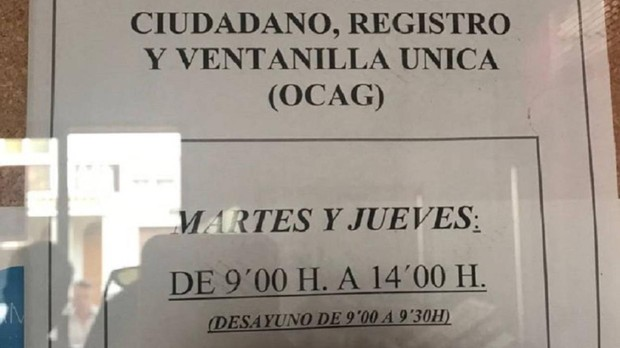 CIUDADANO, REGISTRO
Y VENTANILLA UNICA
(OCAG)
MARTES Y JUEVES:
DE 9´00 H. A 14´00 H.
(DESAYUNO DE 9´00 A 9´30H)